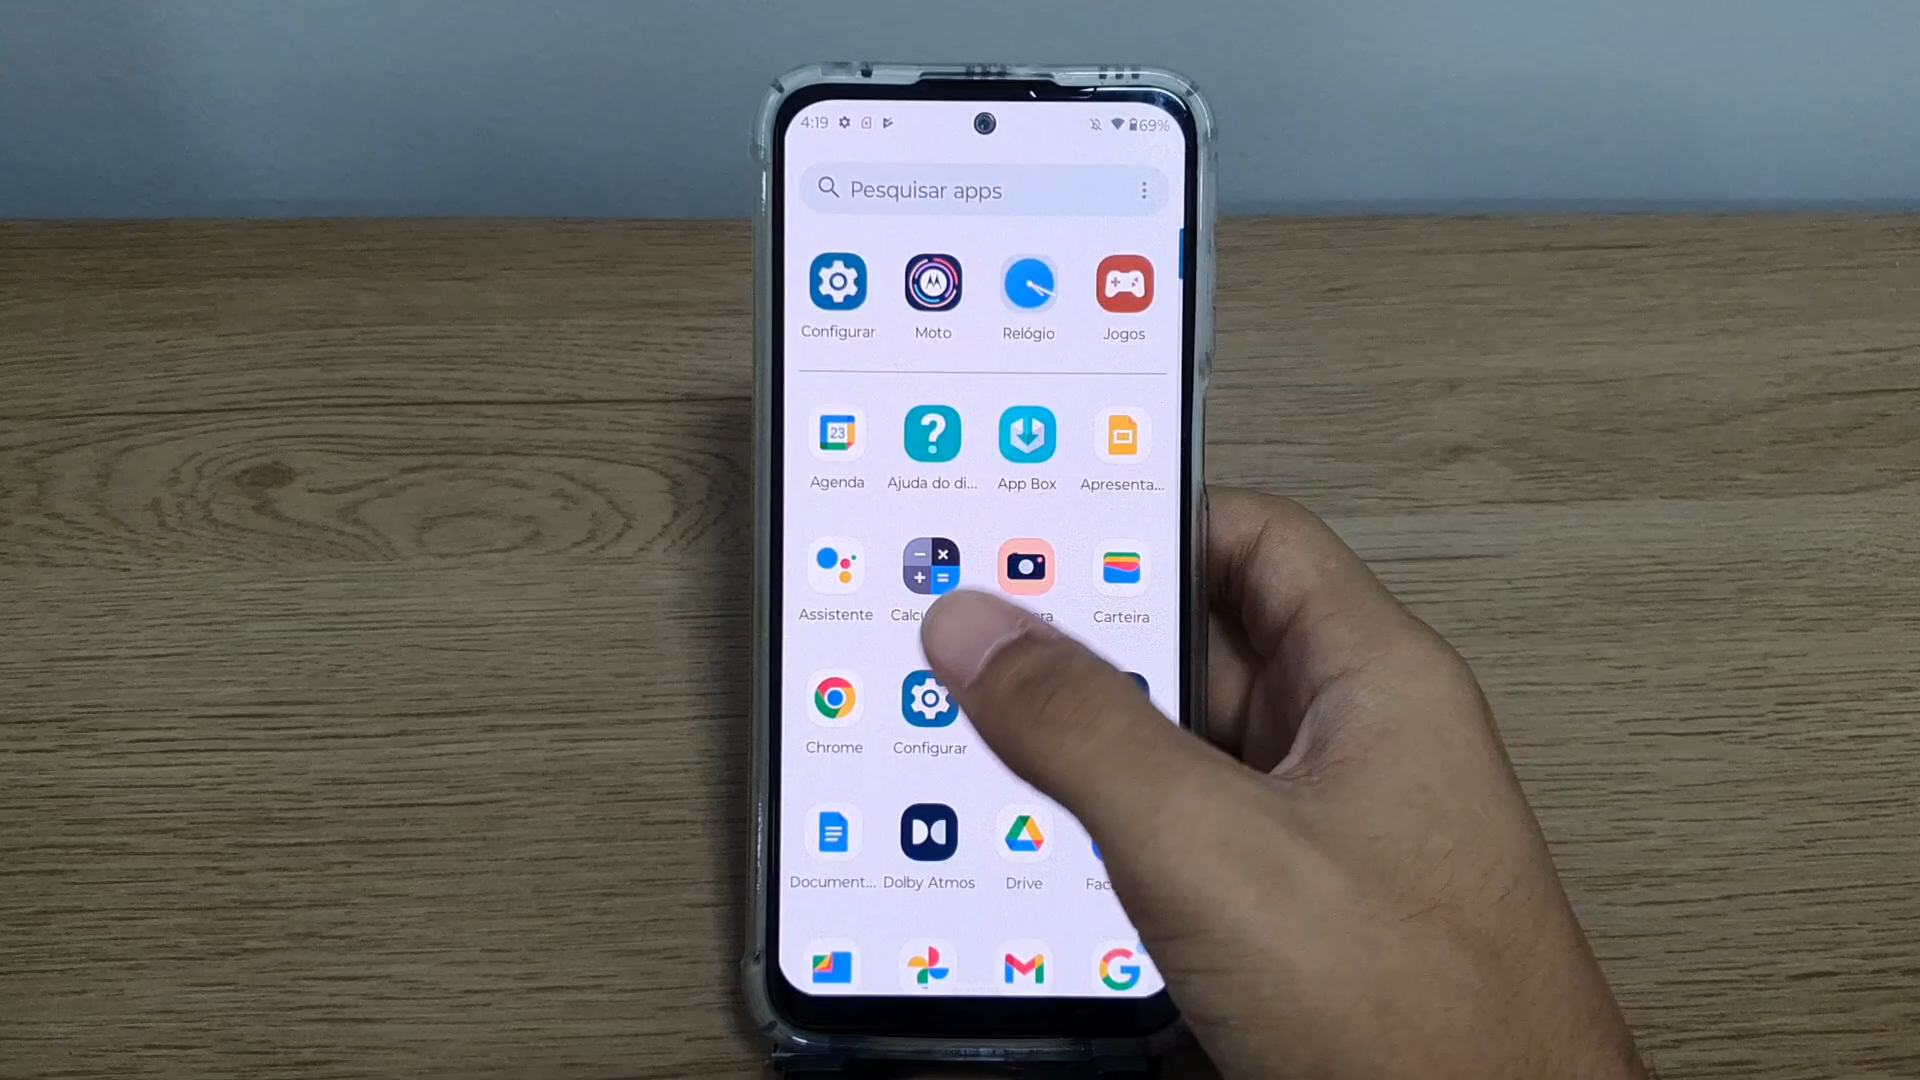 4:19 69%
Pesquisar apps
Configurar Moto Relógio Jogos
23
Agenda Ajuda do di... App Box Apresenta...
Assistente Carteira
Chrome Configurar
Document... Dolby Atmos Drive